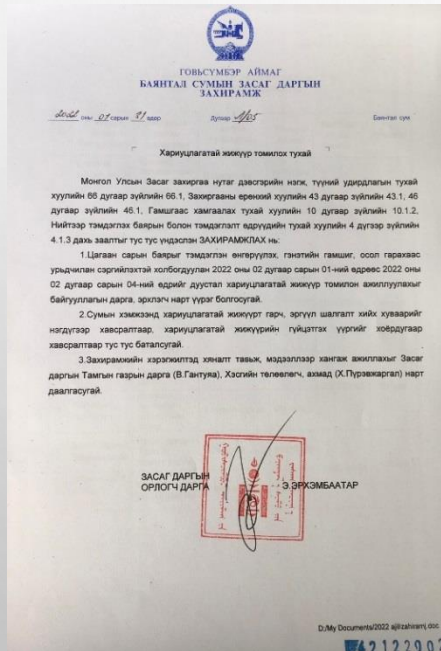 ГОВЬСҮМБЭР АЙМАГ
БАЯНТАЛ СУМЫН ЗАСАГ ДАРГЫН
ЗАХИРАМЖ
2022 оны 01 сарын 31 өдөр Дугаар А/05 Баянтал сум
Хариуцлагатай жижүүр томилох тухай
Монгол Улсын Засаг захиргаа нутаг дэвсгэрийн нэгж, түүний удирдлагын тухай
хуулийн 66 дугаар зүйлийн 66.1, Захиргааны ерөнхий хуулийн 43 дугаар зүйлийн 43.1, 46
дугаар зүйлийн 46.1, Гамшгаас хамгаалах тухай хуулийн 10 дугаар зүйлийн 10.1.2,
Нийтээр тэмдэглэх баярын болон тэмдэглэлт өдрүүдийн тухай хуулийн 4 дүгээр зүйлийн
4.1.3 дахь заалтыг тус тус үндэслэн ЗАХИРАМЖЛАХ нь:
1.Цагаан сарын баярыг тэмдэглэн өнгөрүүлэх, гэнэтийн гамшиг, осол гарахаас
урьдчилан сэргийлэхтэй холбогдуулан 2022 оны 02 дугаар сарын 01-ний өдрөөс 2022 оны
02 дугаар сарын 04-ний өдрийг дуустал хариуцлагатай жижүүр томилон ажиллуулахыг
байгууллагын дарга, эрхлэгч нарт үүрэг болгосугай.
2.Сумын хэмжээнд хариуцлагатай жижүүрт гарч, эргүүл шалгалт хийх хуваарийг
нэгдүгээр хавсралтаар, хариуцлагатай жижүүрийн гүйцэтгэх үүргийг хоёрдугаар
хавсралтаар тус тус баталсугай.
3.Захирамжийн хэрэгжилтэд хяналт тавьж, мэдээллээр хангаж ажиллахыг Засаг
даргын Тамгын газрын дарга (В.Гантуяа), Хэсгийн төлөөлөгч, ахмад (Х.Пүрэвжаргал) нарт
даалгасугай.
ЗАСАГ ДАРГЫН
ОРЛОГЧ ДАРГА Э.ЭРХЭМБААТАР
D:/My Documents/2022 ajil/zahiramj.doc